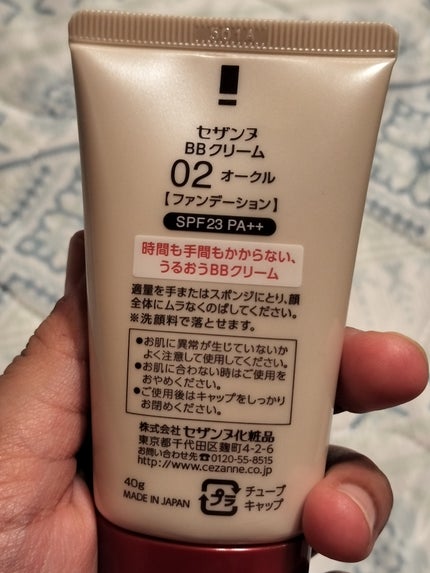 セザンヌ
BBクリーム
02 オークル
【ファンデーション】
SPF23 PA++
時間も手間もかからない、
うるおうBBクリーム
適量を手またはスポンジにとり、顔
全体にムラなくのばしてください。
※洗顔料で落とせます。
●お肌に異常が生じていないか
よく注意して使用してください。
●お肌に合わない時はご使用を
おやめください。
●ご使用後はキャップをしっかり
お閉めください。
株式会社 セザンヌ化粧品
東京都千代田区麹町4-2-6
お問い合わせ先☎0120-55-8515
http://www.cezanne.co.jp
40g
MADE IN JAPAN
プラ
チューブ
キャップ